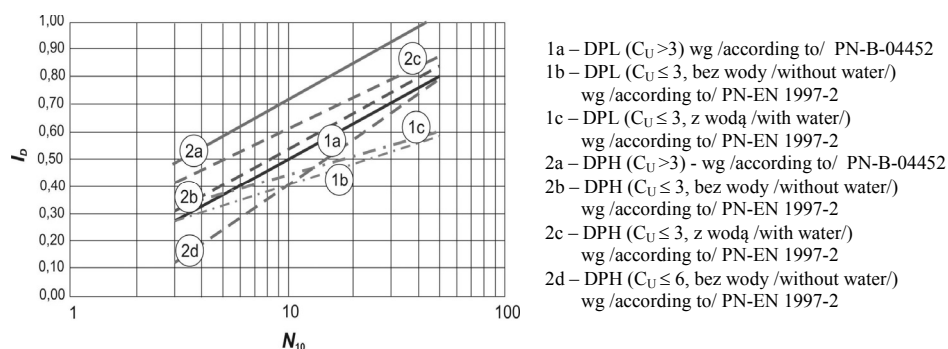 1,00
0,90
0,80
0,70
0,60
0,50
0,40
0,30
0,20
0,10
0,00
I_D
2c
2a
1a
1c
2b
1b
2d
1
10
100
N₁₀
1a – DPL (C_U >3) wg /according to/ PN-B-04452
1b – DPL (C_U ≤ 3, bez wody /without water/)
wg /according to/ PN-EN 1997-2
1c – DPL (C_U ≤ 3, z wodą /with water/)
wg /according to/ PN-EN 1997-2
2a – DPH (C_U >3) - wg /according to/ PN-B-04452
2b – DPH (C_U ≤ 3, bez wody /without water/)
wg /according to/ PN-EN 1997-2
2c – DPH (C_U ≤ 3, z wodą /with water/)
wg /according to/ PN-EN 1997-2
2d – DPH (C_U ≤ 6, bez wody /without water/)
wg /according to/ PN-EN 1997-2